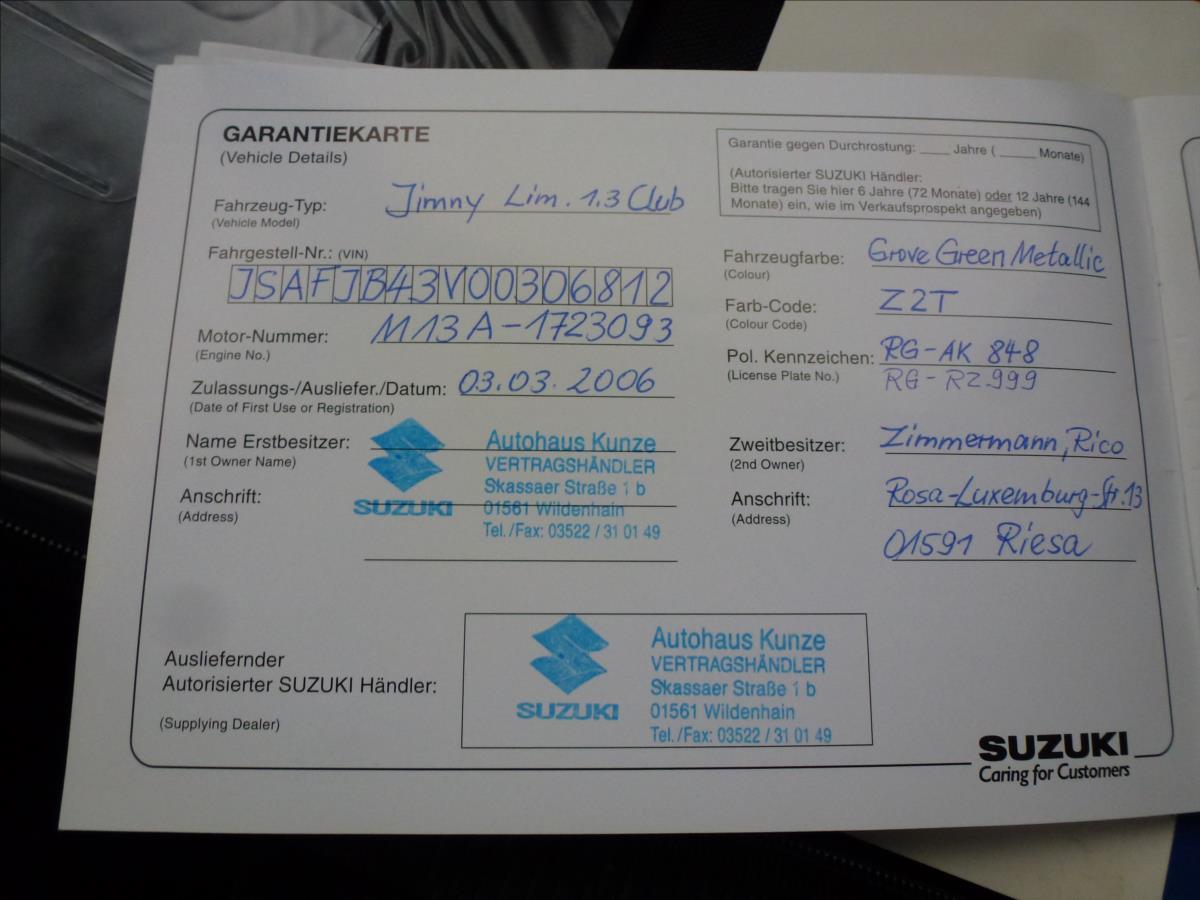 GARANTIEKARTE
(Vehicle Details)
Fahrzeug-Typ: Jimny Lim. 1.3 Club
(Vehicle Model)
Fahrgestell-Nr.: (VIN)
JSAFJB43V00306812
Motor-Nummer: M13A-1723093
(Engine No.)
Zulassungs-/Ausliefer./Datum: 03.03.2006
(Date of First Use or Registration)
Name Erstbesitzer:
(1st Owner Name)
Anschrift:
(Address)
SUZUKI
Autohaus Kunze
VERTRAGSHÄNDLER
Skassaer Straße 1 b
01561 Wildenhain
Tel./Fax: 03522 / 31 01 49
Garantie gegen Durchrostung: ____ Jahre ( _____ Monate)
(Autorisierter SUZUKI Händler:
Bitte tragen Sie hier 6 Jahre (72 Monate) oder 12 Jahre (144
Monate) ein, wie im Verkaufsprospekt angegeben)
Fahrzeugfarbe: Grove Green Metallic
(Colour)
Farb-Code: Z2T
(Colour Code)
Pol. Kennzeichen: RG-AK 848
(License Plate No.) RG-RZ 999
Zweitbesitzer: Zimmermann, Rico
(2nd Owner)
Anschrift: Rosa-Luxemburg-Str. 13
(Address)
01591 Riesa
Ausliefernder
Autorisierter SUZUKI Händler:
(Supplying Dealer)
SUZUKI
Autohaus Kunze
VERTRAGSHÄNDLER
Skassaer Straße 1 b
01561 Wildenhain
Tel./Fax: 03522 / 31 01 49
SUZUKI
Caring for Customers